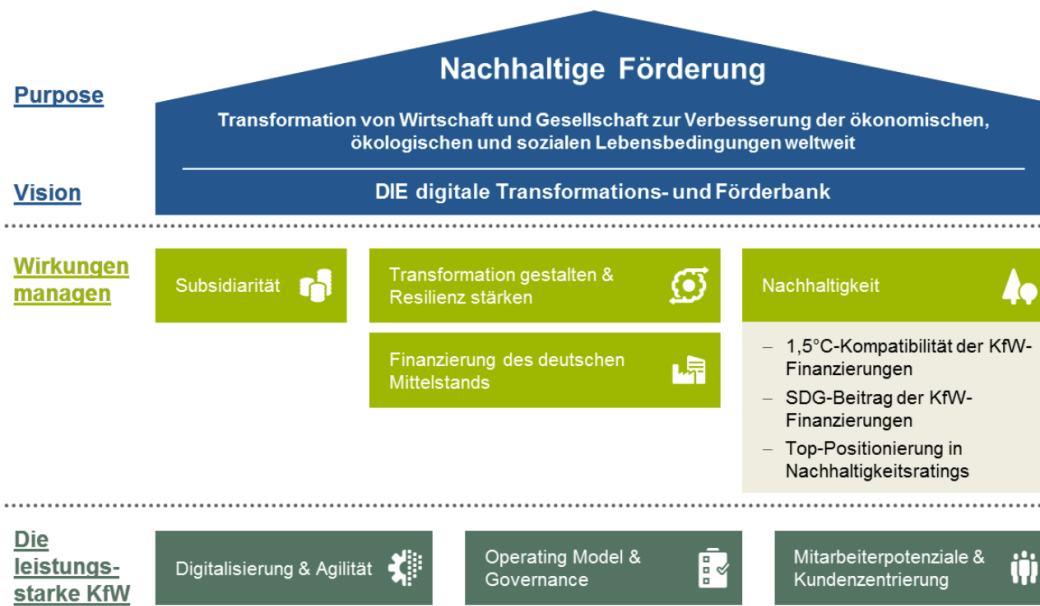 Nachhaltige Förderung
Purpose
Transformation von Wirtschaft und Gesellschaft zur Verbesserung der ökonomischen,
ökologischen und sozialen Lebensbedingungen weltweit
Vision
DIE digitale Transformations- und Förderbank
Wirkungen
managen
Subsidiarität
Transformation gestalten &
Resilienz stärken
Finanzierung des deutschen
Mittelstands
Nachhaltigkeit
– 1,5°C-Kompatibilität der KfW-
Finanzierungen
– SDG-Beitrag der KfW-
Finanzierungen
– Top-Positionierung in
Nachhaltigkeitsratings
Die
leistungs-
starke KfW
Digitalisierung & Agilität
Operating Model &
Governance
Mitarbeiterpotenziale &
Kundenzentrierung